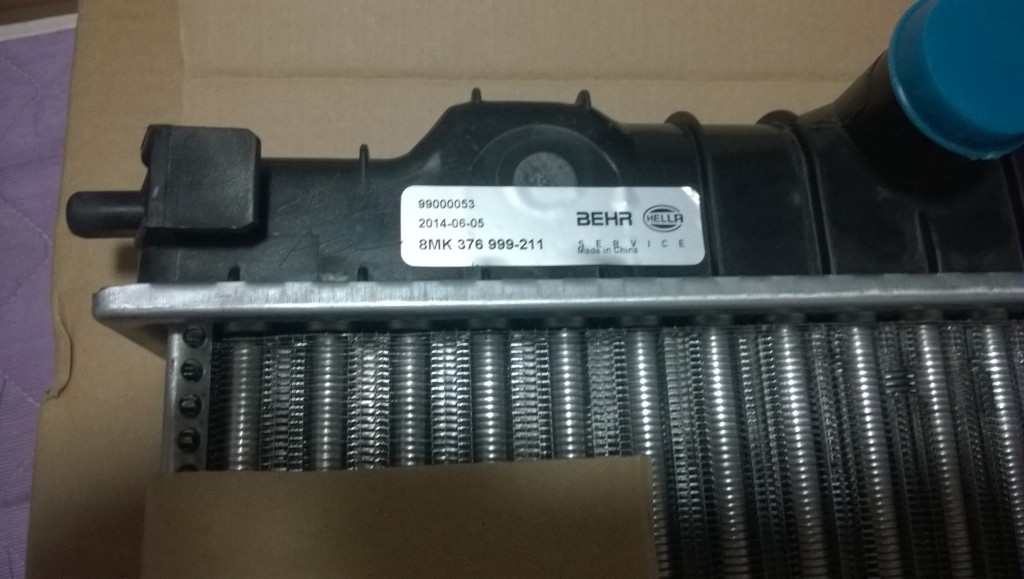 99000053
2014-06-05
8MK 376 999-211
BEHR HELLA
SERVICE
Made in China